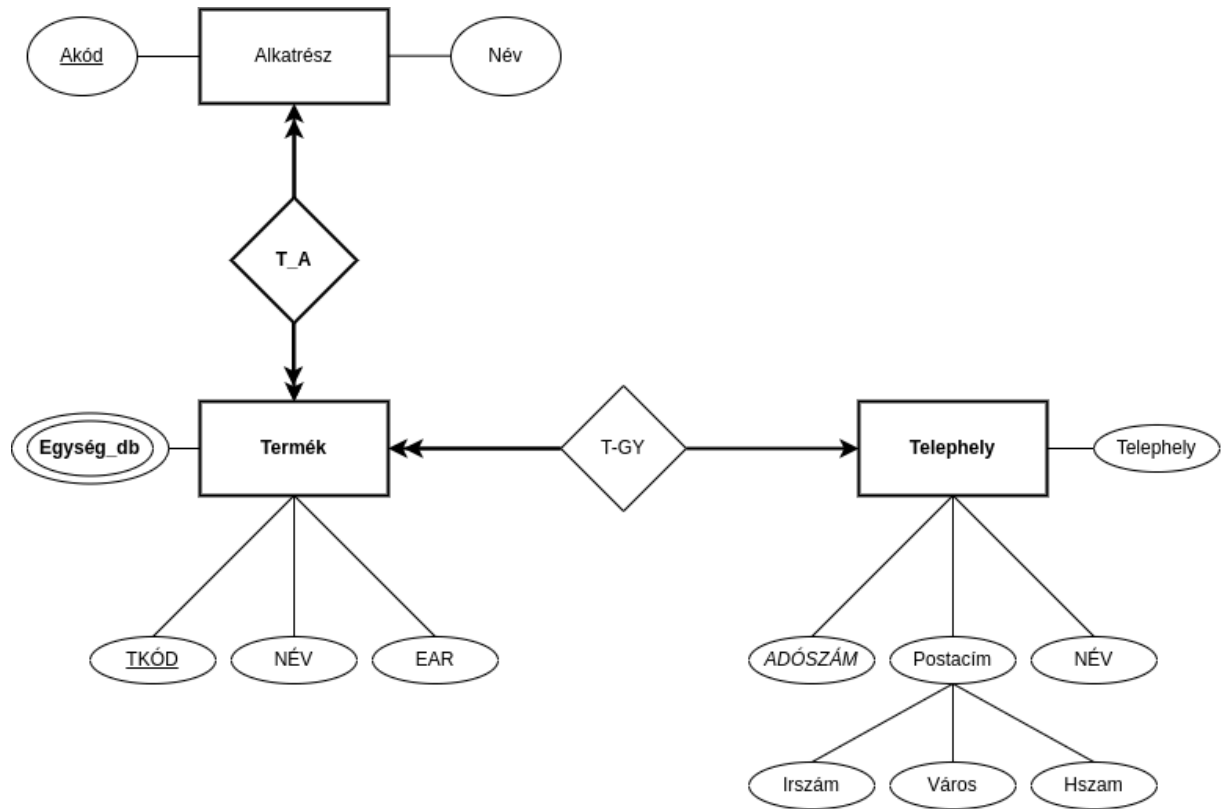 Akód
Alkatrész
Név
T_A
Egység_db
Termék
T-GY
Telephely
Telephely
TKÓD
NÉV
EAR
ADÓSZÁM
Postacím
NÉV
Irszám
Város
Hszam